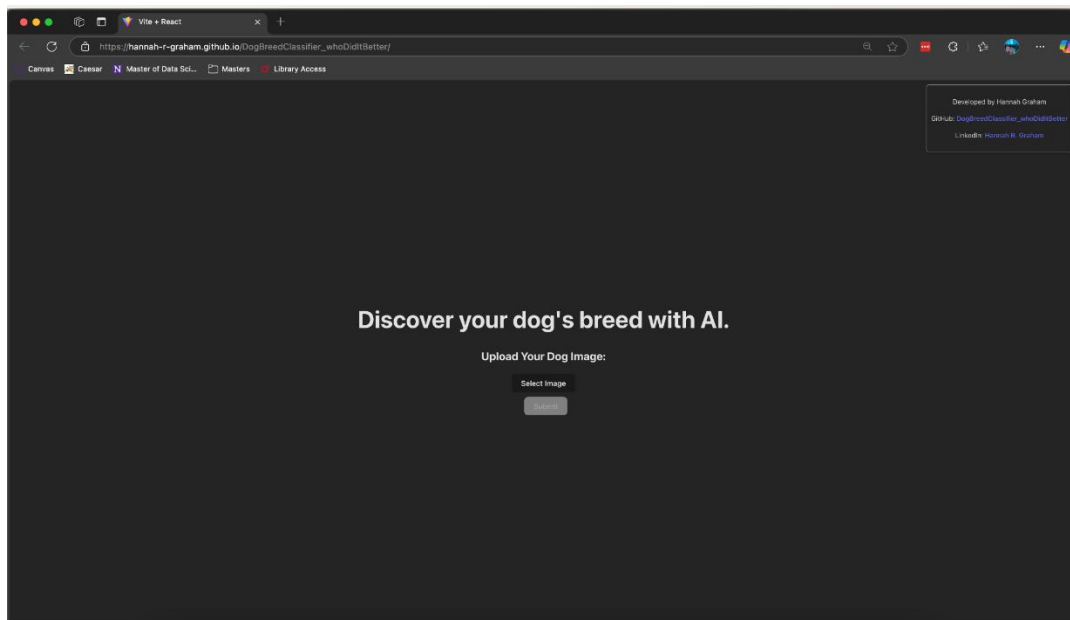 Vite + React
https://hannah-r-graham.github.io/DogBreedClassifier_whoDidItBetter/
Canvas Caesar Master of Data Sci... Masters Library Access
Developed by Hannah Graham
GitHub: DogBreedClassifier_whoDidItBetter
LinkedIn: Hannah R. Graham
Discover your dog's breed with AI.
Upload Your Dog Image:
Select Image
Submit